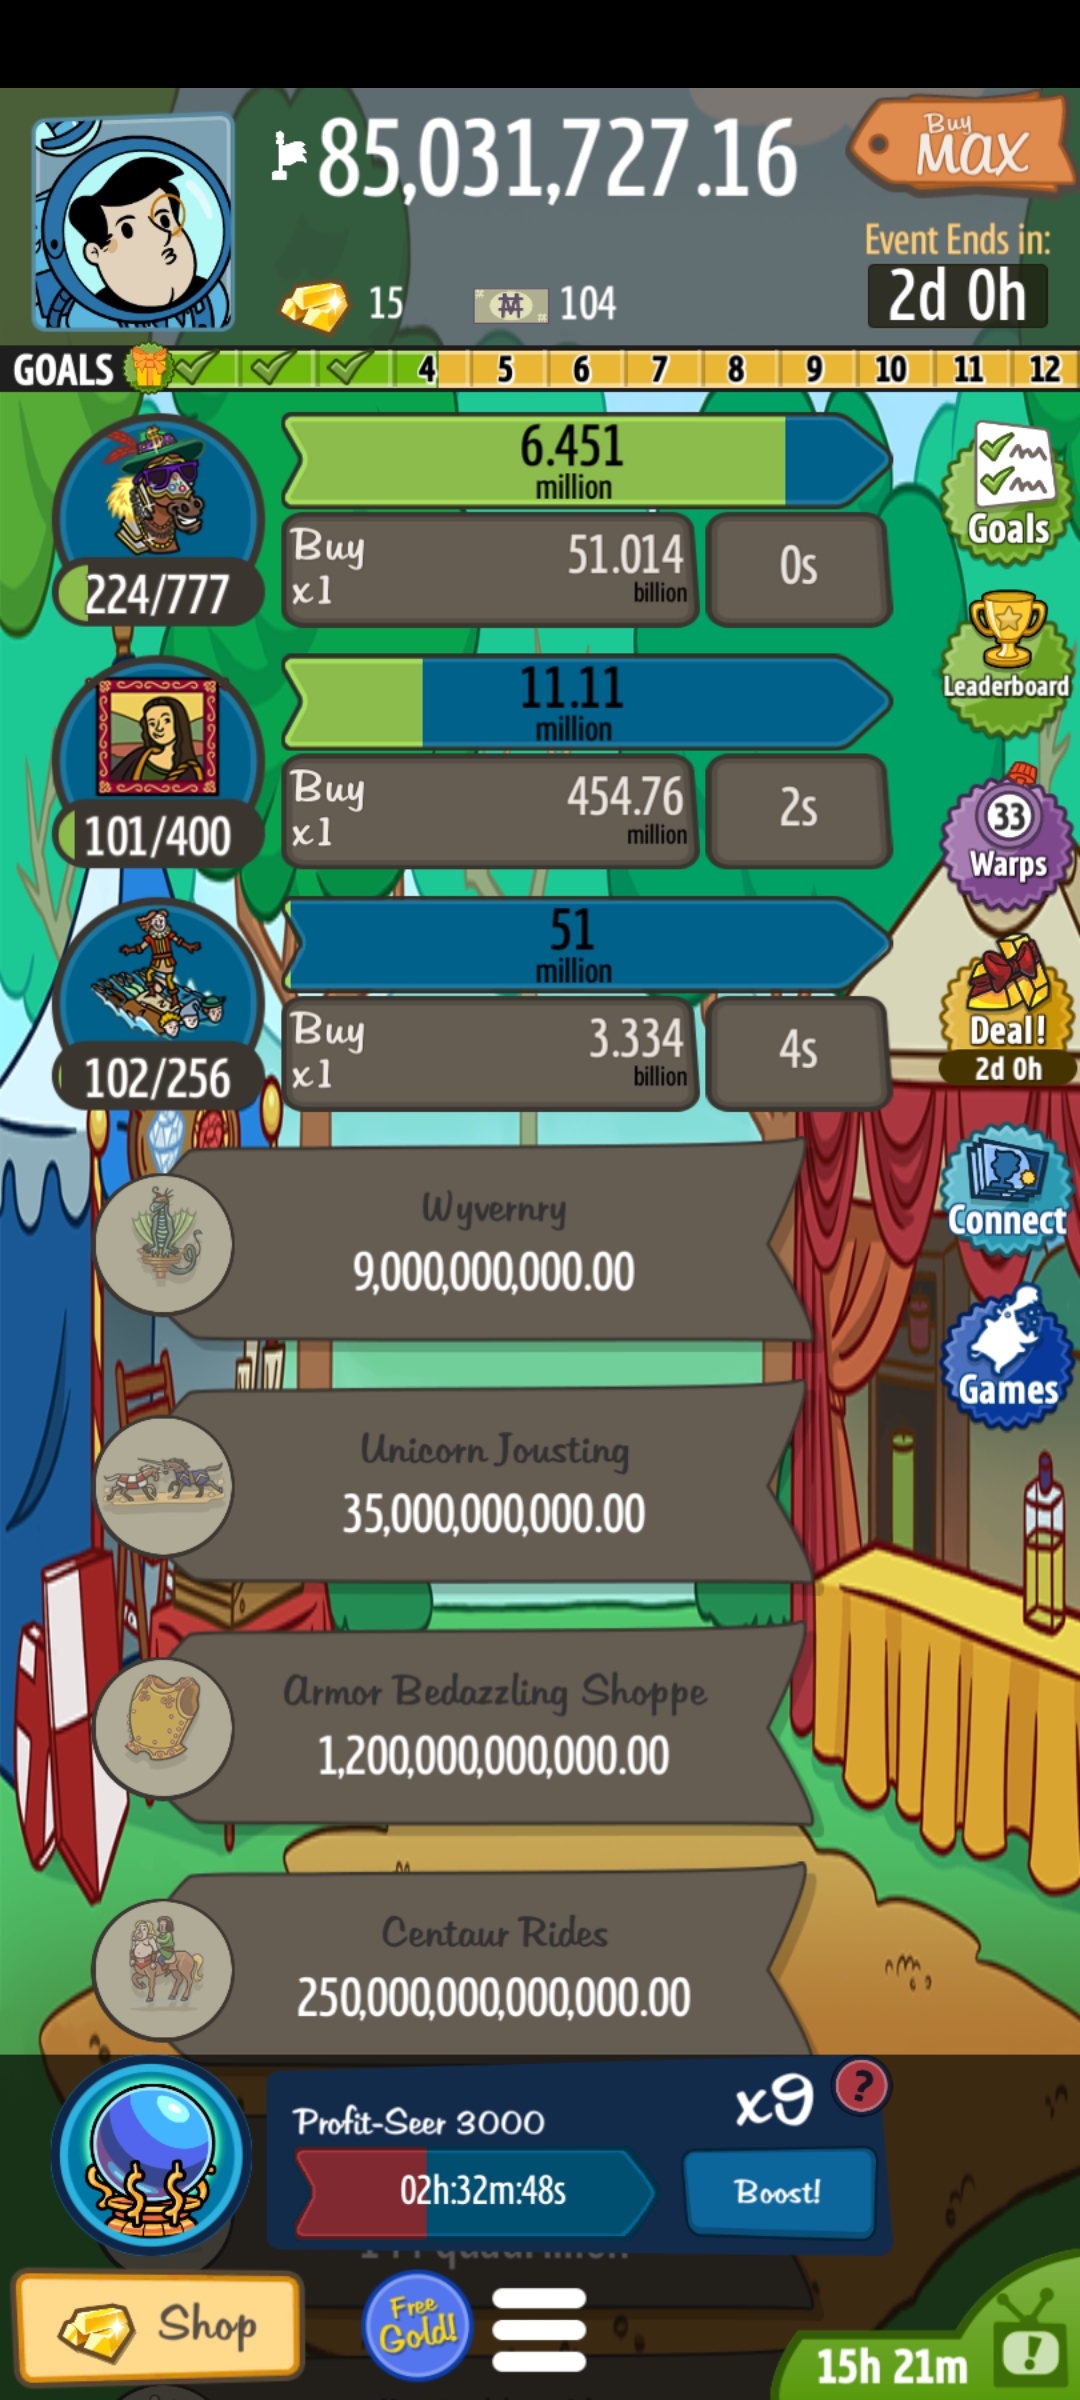 85,031,727.16
Buy
MAX
Event Ends in:
2d 0h
15
104
GOALS 4 5 6 7 8 9 10 11 12
6.451
million
Buy
x1
51.014
billion
0s
224/777
Goals
Leaderboard
11.11
million
Buy
x1
454.76
million
2s
101/400
33
Warps
51
million
Buy
x1
3.334
billion
4s
102/256
Deal!
2d 0h
Wyvernry
9,000,000,000.00
Connect
Unicorn Jousting
35,000,000,000.00
Games
Armor Bedazzling Shoppe
1,200,000,000,000.00
Centaur Rides
250,000,000,000,000.00
Profit-Seer 3000
x9
?
02h:32m:48s
Boost!
Shop
Free
Gold!
15h 21m
!